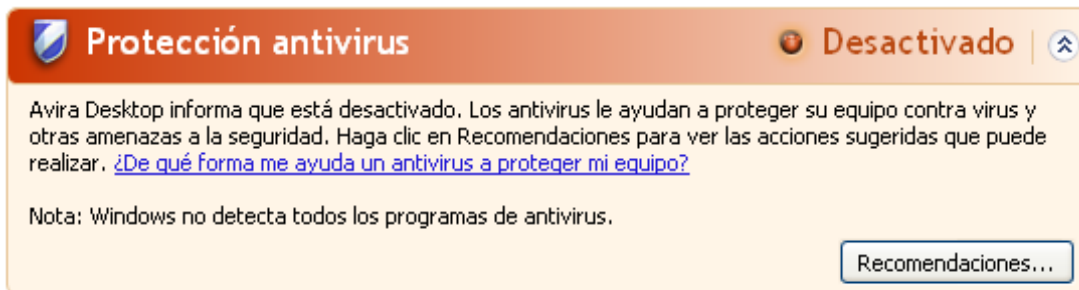 Protección antivirus
Desactivado
Avira Desktop informa que está desactivado. Los antivirus le ayudan a proteger su equipo contra virus y
otras amenazas a la seguridad. Haga clic en Recomendaciones para ver las acciones sugeridas que puede
realizar. ¿De qué forma me ayuda un antivirus a proteger mi equipo?
Nota: Windows no detecta todos los programas de antivirus.
Recomendaciones...